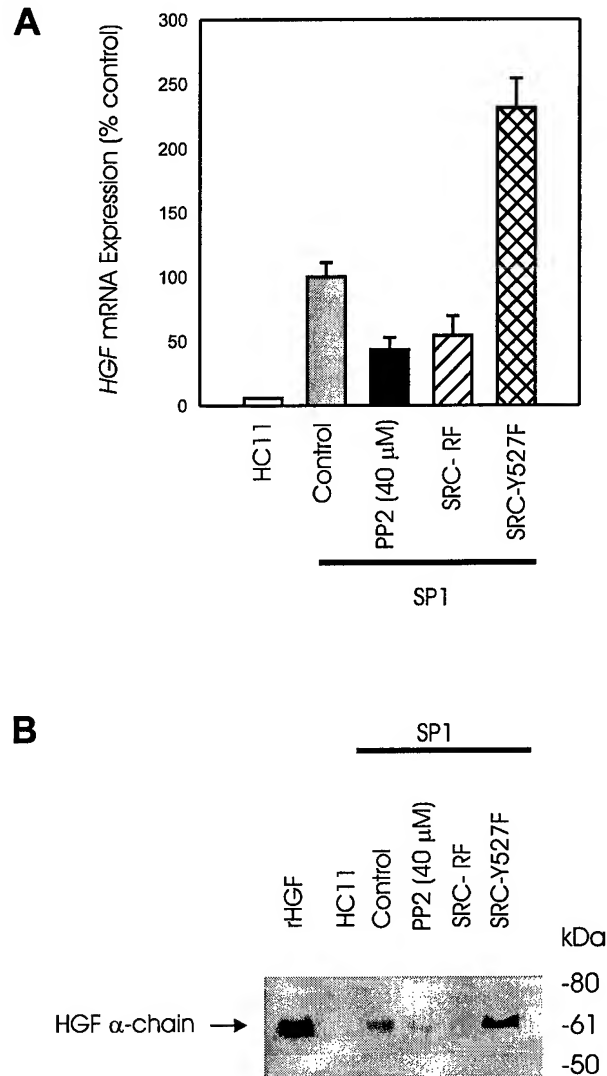 A
HGF mRNA Expression (% control)
300
250
200
150
100
50
0
HC11
Control
PP2 (40 μM)
SRC- RF
SRC-Y527F
SP1
B
SP1
rHGF
HC11
Control
PP2 (40 μM)
SRC- RF
SRC-Y527F
kDa
-80
HGF α-chain
-61
-50